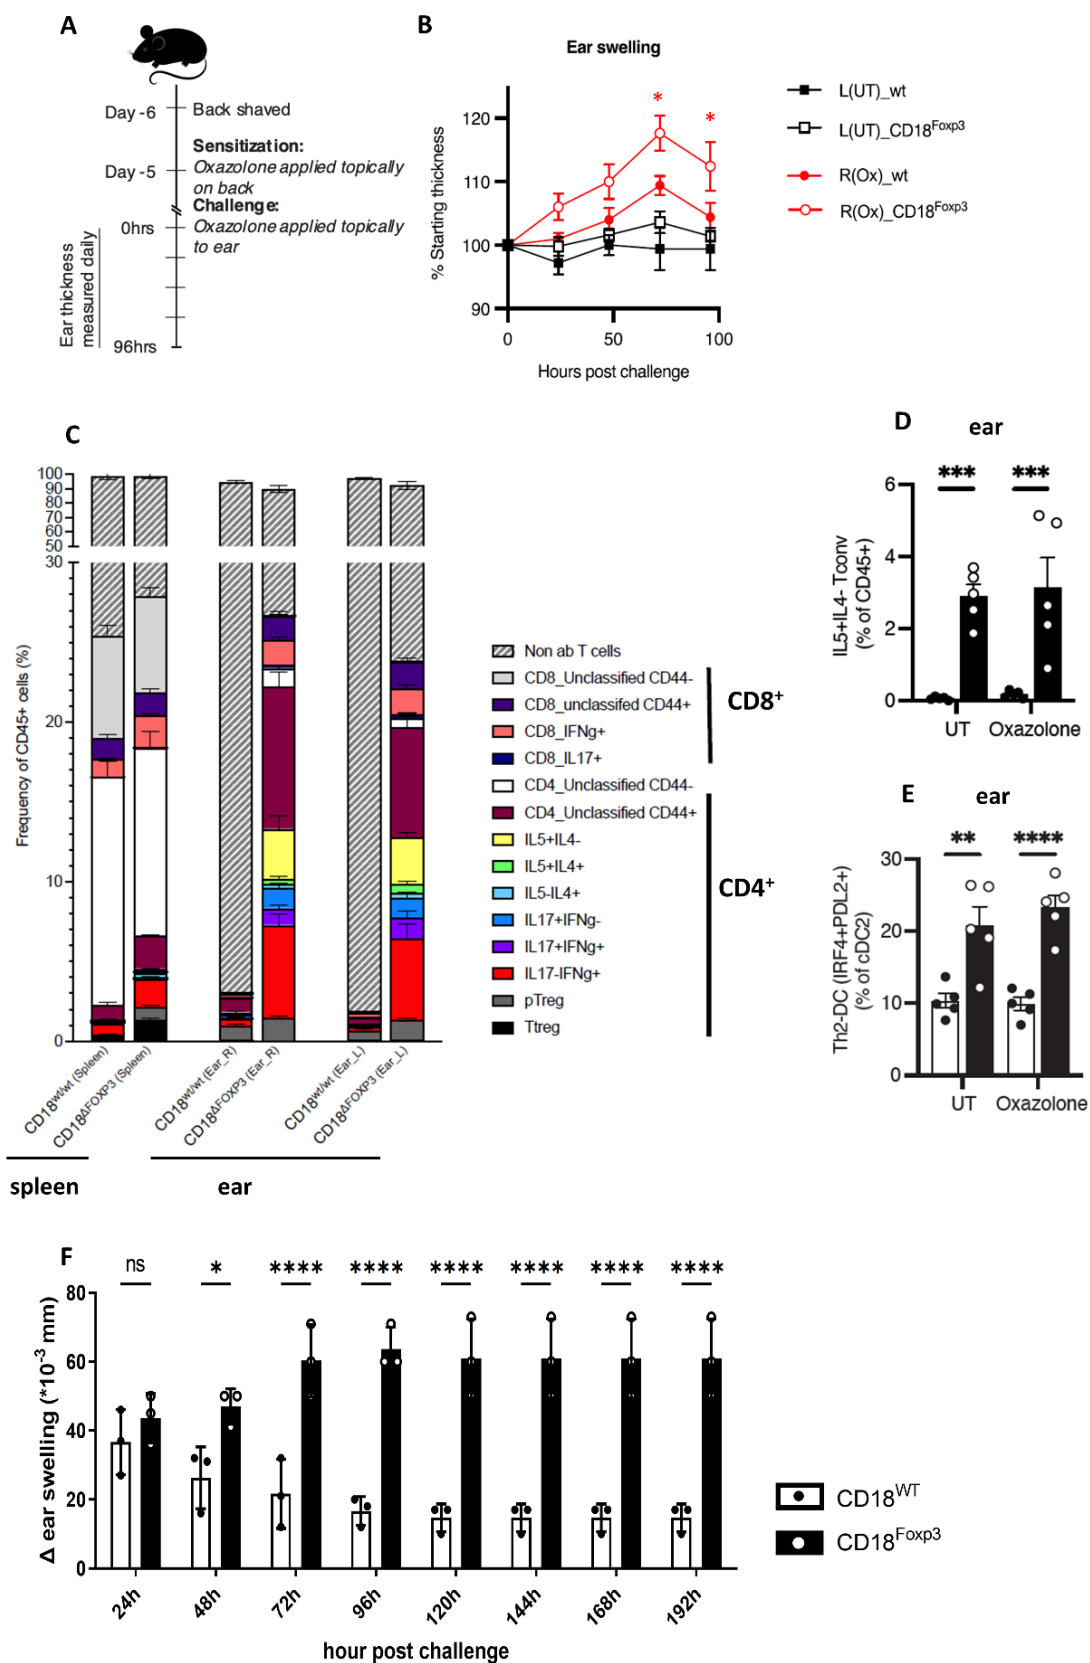 A
Day -6
Back shaved
Sensitization:
Day -5
Oxazolone applied topically
on back
Challenge:
0hrs
Oxazolone applied topically
to ear
Ear thickness
measured daily
96hrs
B
Ear swelling
% Starting thickness
120
110
100
90
*
*
0
50
100
Hours post challenge
L(UT)_wt
L(UT)_CD18Foxp3
R(Ox)_wt
R(Ox)_CD18Foxp3
C
Frequency of CD45+ cells (%)
100
90
80
70
60
50
30
20
10
0
CD18wt/wt (Spleen)
CD18ΔFOXP3 (Spleen)
CD18wt/wt (Ear_R)
CD18ΔFOXP3 (Ear_R)
CD18wt/wt (Ear_L)
CD18ΔFOXP3 (Ear_L)
spleen
ear
Non ab T cells
CD8_Unclassified CD44-
CD8_unclassifed CD44+
CD8_IFNg+
CD8_IL17+
CD4_Unclassified CD44-
CD4_Unclassified CD44+
IL5+IL4-
IL5+IL4+
IL5-IL4+
IL17+IFNg-
IL17+IFNg+
IL17-IFNg+
pTreg
Ttreg
CD8+
CD4+
D
ear
***
***
IL5+IL4- Tconv
(% of CD45+)
6
4
2
0
UT
Oxazolone
E
ear
**
****
Th2-DC (IRF4+PDL2+)
(% of cDC2)
30
20
10
0
UT
Oxazolone
F
ns
*
****
****
****
****
****
****
Δ ear swelling (*10-3 mm)
80
60
40
20
0
24h
48h
72h
96h
120h
144h
168h
192h
hour post challenge
CD18WT
CD18Foxp3